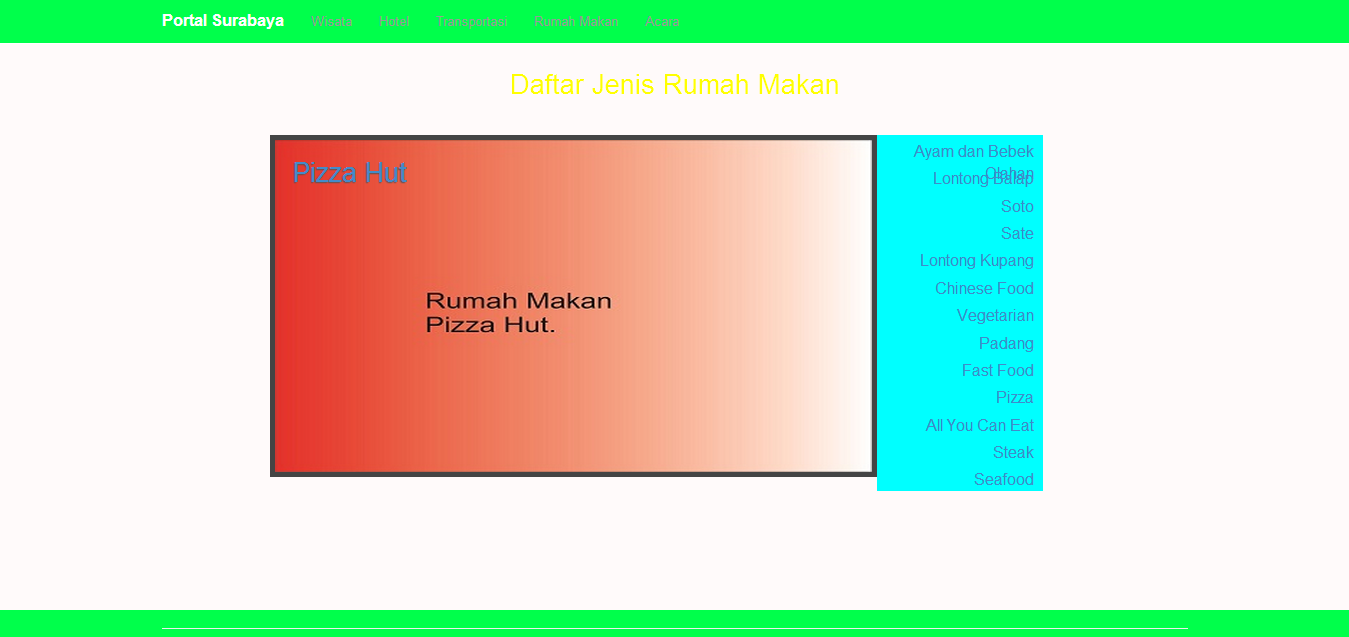 Portal Surabaya Wisata Hotel Transportasi Rumah Makan Acara
Daftar Jenis Rumah Makan
Pizza Hut
Rumah Makan
Pizza Hut.
Ayam dan Bebek
Olahan
Lontong Balap
Soto
Sate
Lontong Kupang
Chinese Food
Vegetarian
Padang
Fast Food
Pizza
All You Can Eat
Steak
Seafood